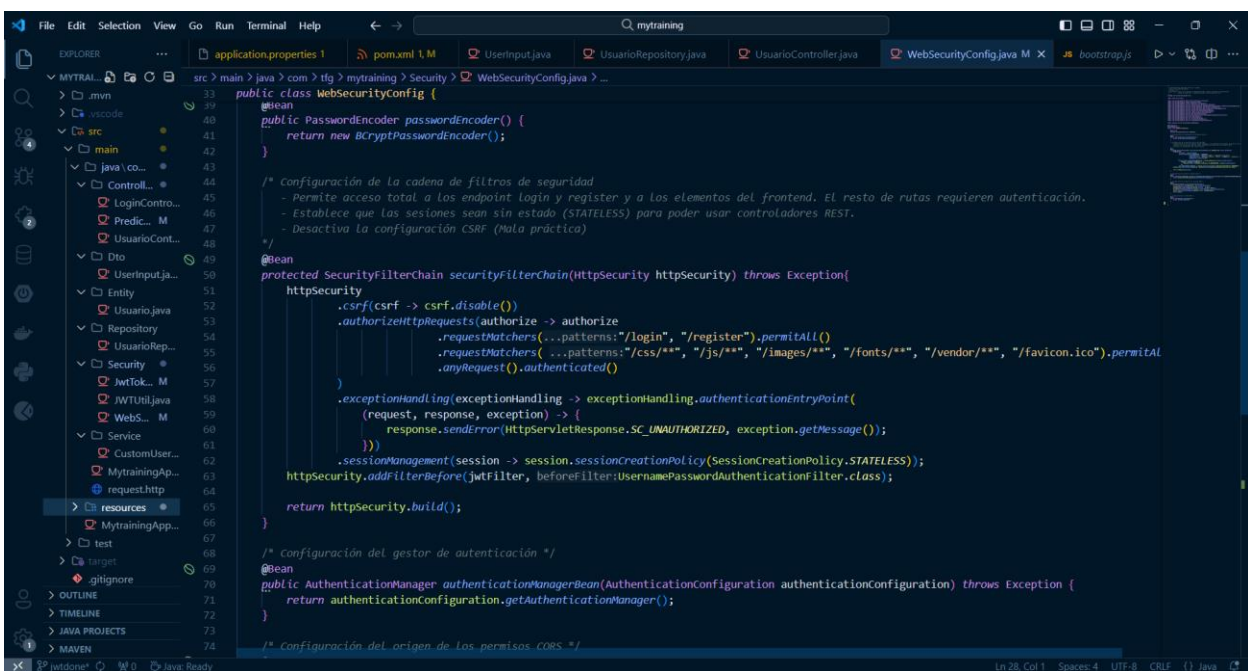 File Edit Selection View Go Run Terminal Help
mytraining
EXPLORER
application.properties 1
pom.xml 1, M
UserInput.java
UsuarioRepository.java
UsuarioController.java
WebSecurityConfig.java M
JS bootstrap.js
MYTRAI...
src > main > java > com > tfg > mytraining > Security > WebSecurityConfig.java > ...
.mvn
.vscode
src
main
java\co...
Controll...
LoginContro...
Predic... M
UsuarioCont...
Dto
UserInput.ja...
Entity
Usuario.java
Repository
UsuarioRep...
Security
JwtTok... M
JWTUtil.java
WebS... M
Service
CustomUser...
MytrainingAp...
request.http
resources
MytrainingApp...
test
target
.gitignore
OUTLINE
TIMELINE
JAVA PROJECTS
MAVEN
33 public class WebSecurityConfig {
39 @Bean
40 public PasswordEncoder passwordEncoder() {
41 return new BCryptPasswordEncoder();
42 }
43
44 /* Configuración de la cadena de filtros de seguridad
45 - Permite acceso total a los endpoint login y register y a los elementos del frontend. El resto de rutas requieren autenticación.
46 - Establece que las sesiones sean sin estado (STATELESS) para poder usar controladores REST.
47 - Desactiva la configuración CSRF (Mala práctica)
48 */
49 @Bean
50 protected SecurityFilterChain securityFilterChain(HttpSecurity httpSecurity) throws Exception{
51 httpSecurity
52 .csrf(csrf -> csrf.disable())
53 .authorizeHttpRequests(authorize -> authorize
54 .requestMatchers(...patterns:"/login", "/register").permitAll()
55 .requestMatchers( ...patterns:"/css/**", "/js/**", "/images/**", "/fonts/**", "/vendor/**", "/favicon.ico").permitAL
56 .anyRequest().authenticated()
57 )
58 .exceptionHandling(exceptionHandling -> exceptionHandling.authenticationEntryPoint(
59 (request, response, exception) -> {
60 response.sendError(HttpServletResponse.SC_UNAUTHORIZED, exception.getMessage());
61 }))
62 .sessionManagement(session -> session.sessionCreationPolicy(SessionCreationPolicy.STATELESS));
63 httpSecurity.addFilterBefore(jwtFilter, beforeFilter:UsernamePasswordAuthenticationFilter.class);
64
65 return httpSecurity.build();
66 }
67
68 /* Configuración del gestor de autenticación */
69 @Bean
70 public AuthenticationManager authenticationManagerBean(AuthenticationConfiguration authenticationConfiguration) throws Exception {
71 return authenticationConfiguration.getAuthenticationManager();
72 }
73
74 /* Configuración del origen de los permisos CORS */
4
2
1
jwtdone* 0 Java: Ready
Ln 28, Col 1 Spaces: 4 UTF-8 CRLF {} Java